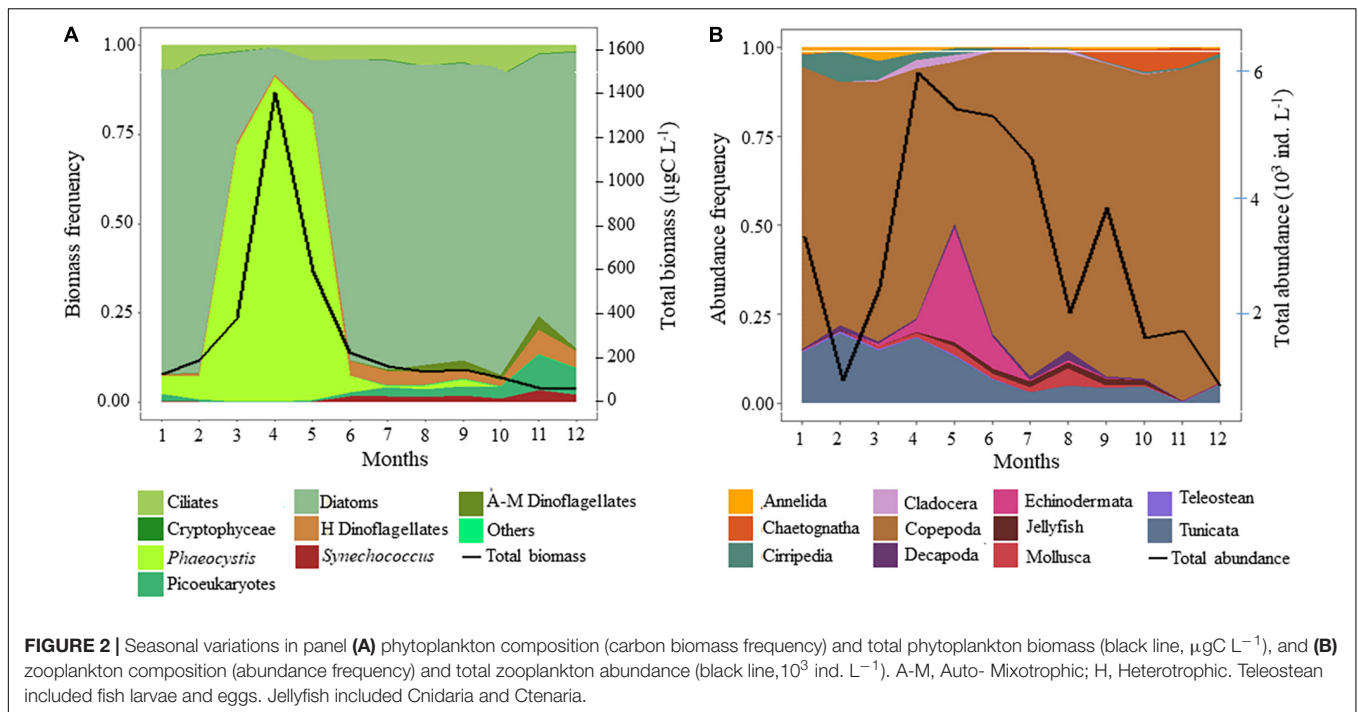 A
1.00
0.75
0.50
0.25
0.00
Biomass frequency
1600
1400
1200
1000
800
600
400
200
0
Total biomass (µgC L-1)
1 2 3 4 5 6 7 8 9 10 11 12
Months
Ciliates Diatoms A-M Dinoflagellates
Cryptophyceae H Dinoflagellates Others
Phaeocystis Synechococcus Total biomass
Picoeukaryotes
B
1.00
0.75
0.50
0.25
0.00
Abundance frequency
6
4
2
Total abundance (10³ ind. L-1)
1 2 3 4 5 6 7 8 9 10 11 12
Months
Annelida Cladocera Echinodermata Teleostean
Chaetognatha Copepoda Jellyfish Tunicata
Cirripedia Decapoda Mollusca Total abundance
FIGURE 2 | Seasonal variations in panel (A) phytoplankton composition (carbon biomass frequency) and total phytoplankton biomass (black line, µgC L−1), and (B)
zooplankton composition (abundance frequency) and total zooplankton abundance (black line,10³ ind. L−1). A-M, Auto- Mixotrophic; H, Heterotrophic. Teleostean
included fish larvae and eggs. Jellyfish included Cnidaria and Ctenaria.